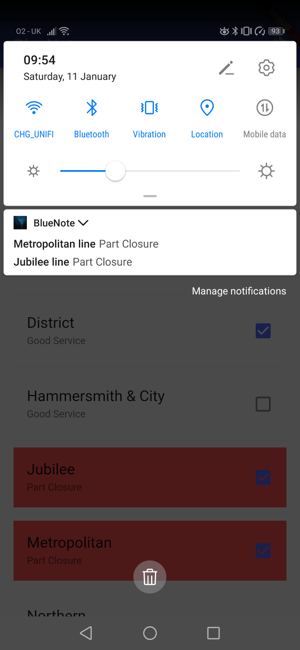 O2 - UK
93
09:54
Saturday, 11 January
CHG_UNIFI
Bluetooth
Vibration
Location
Mobile data
BlueNote
Metropolitan line Part Closure
Jubilee line Part Closure
Manage notifications
District
Good Service
Hammersmith & City
Good Service
Jubilee
Part Closure
Metropolitan
Part Closure
Northern